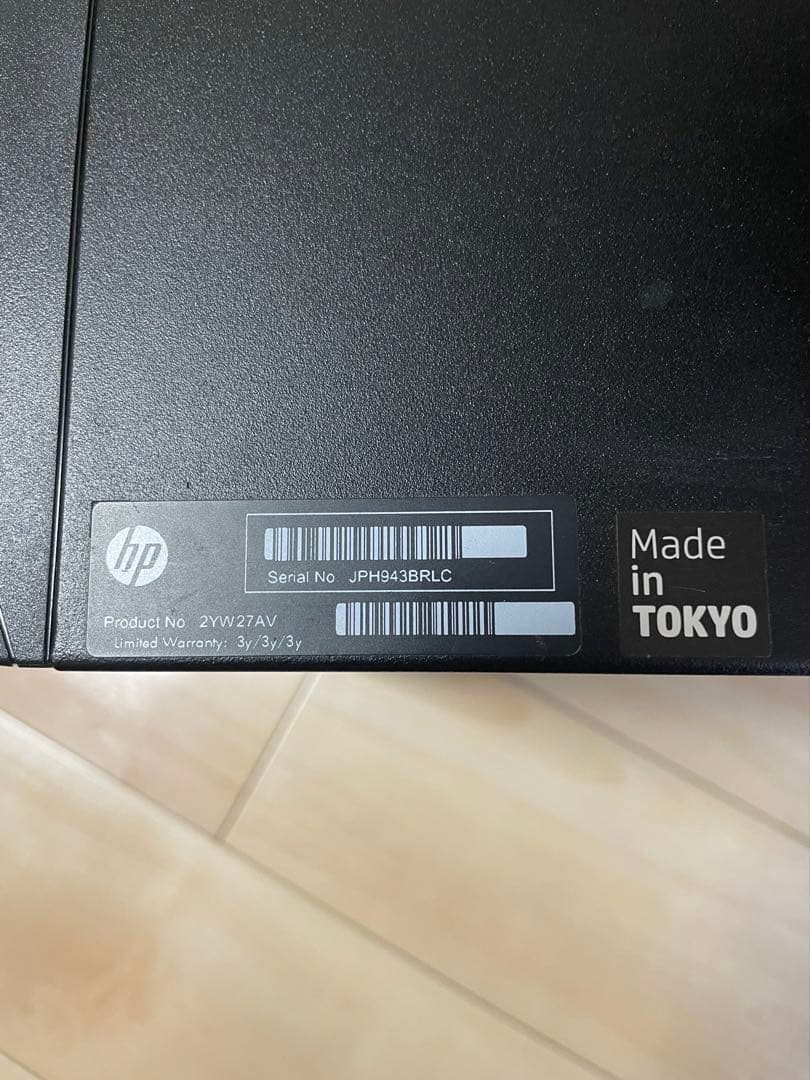 hp
Serial No JPH943BRLC
Product No 2YW27AV
Limited Warranty: 3y/3y/3y
Made
in
TOKYO